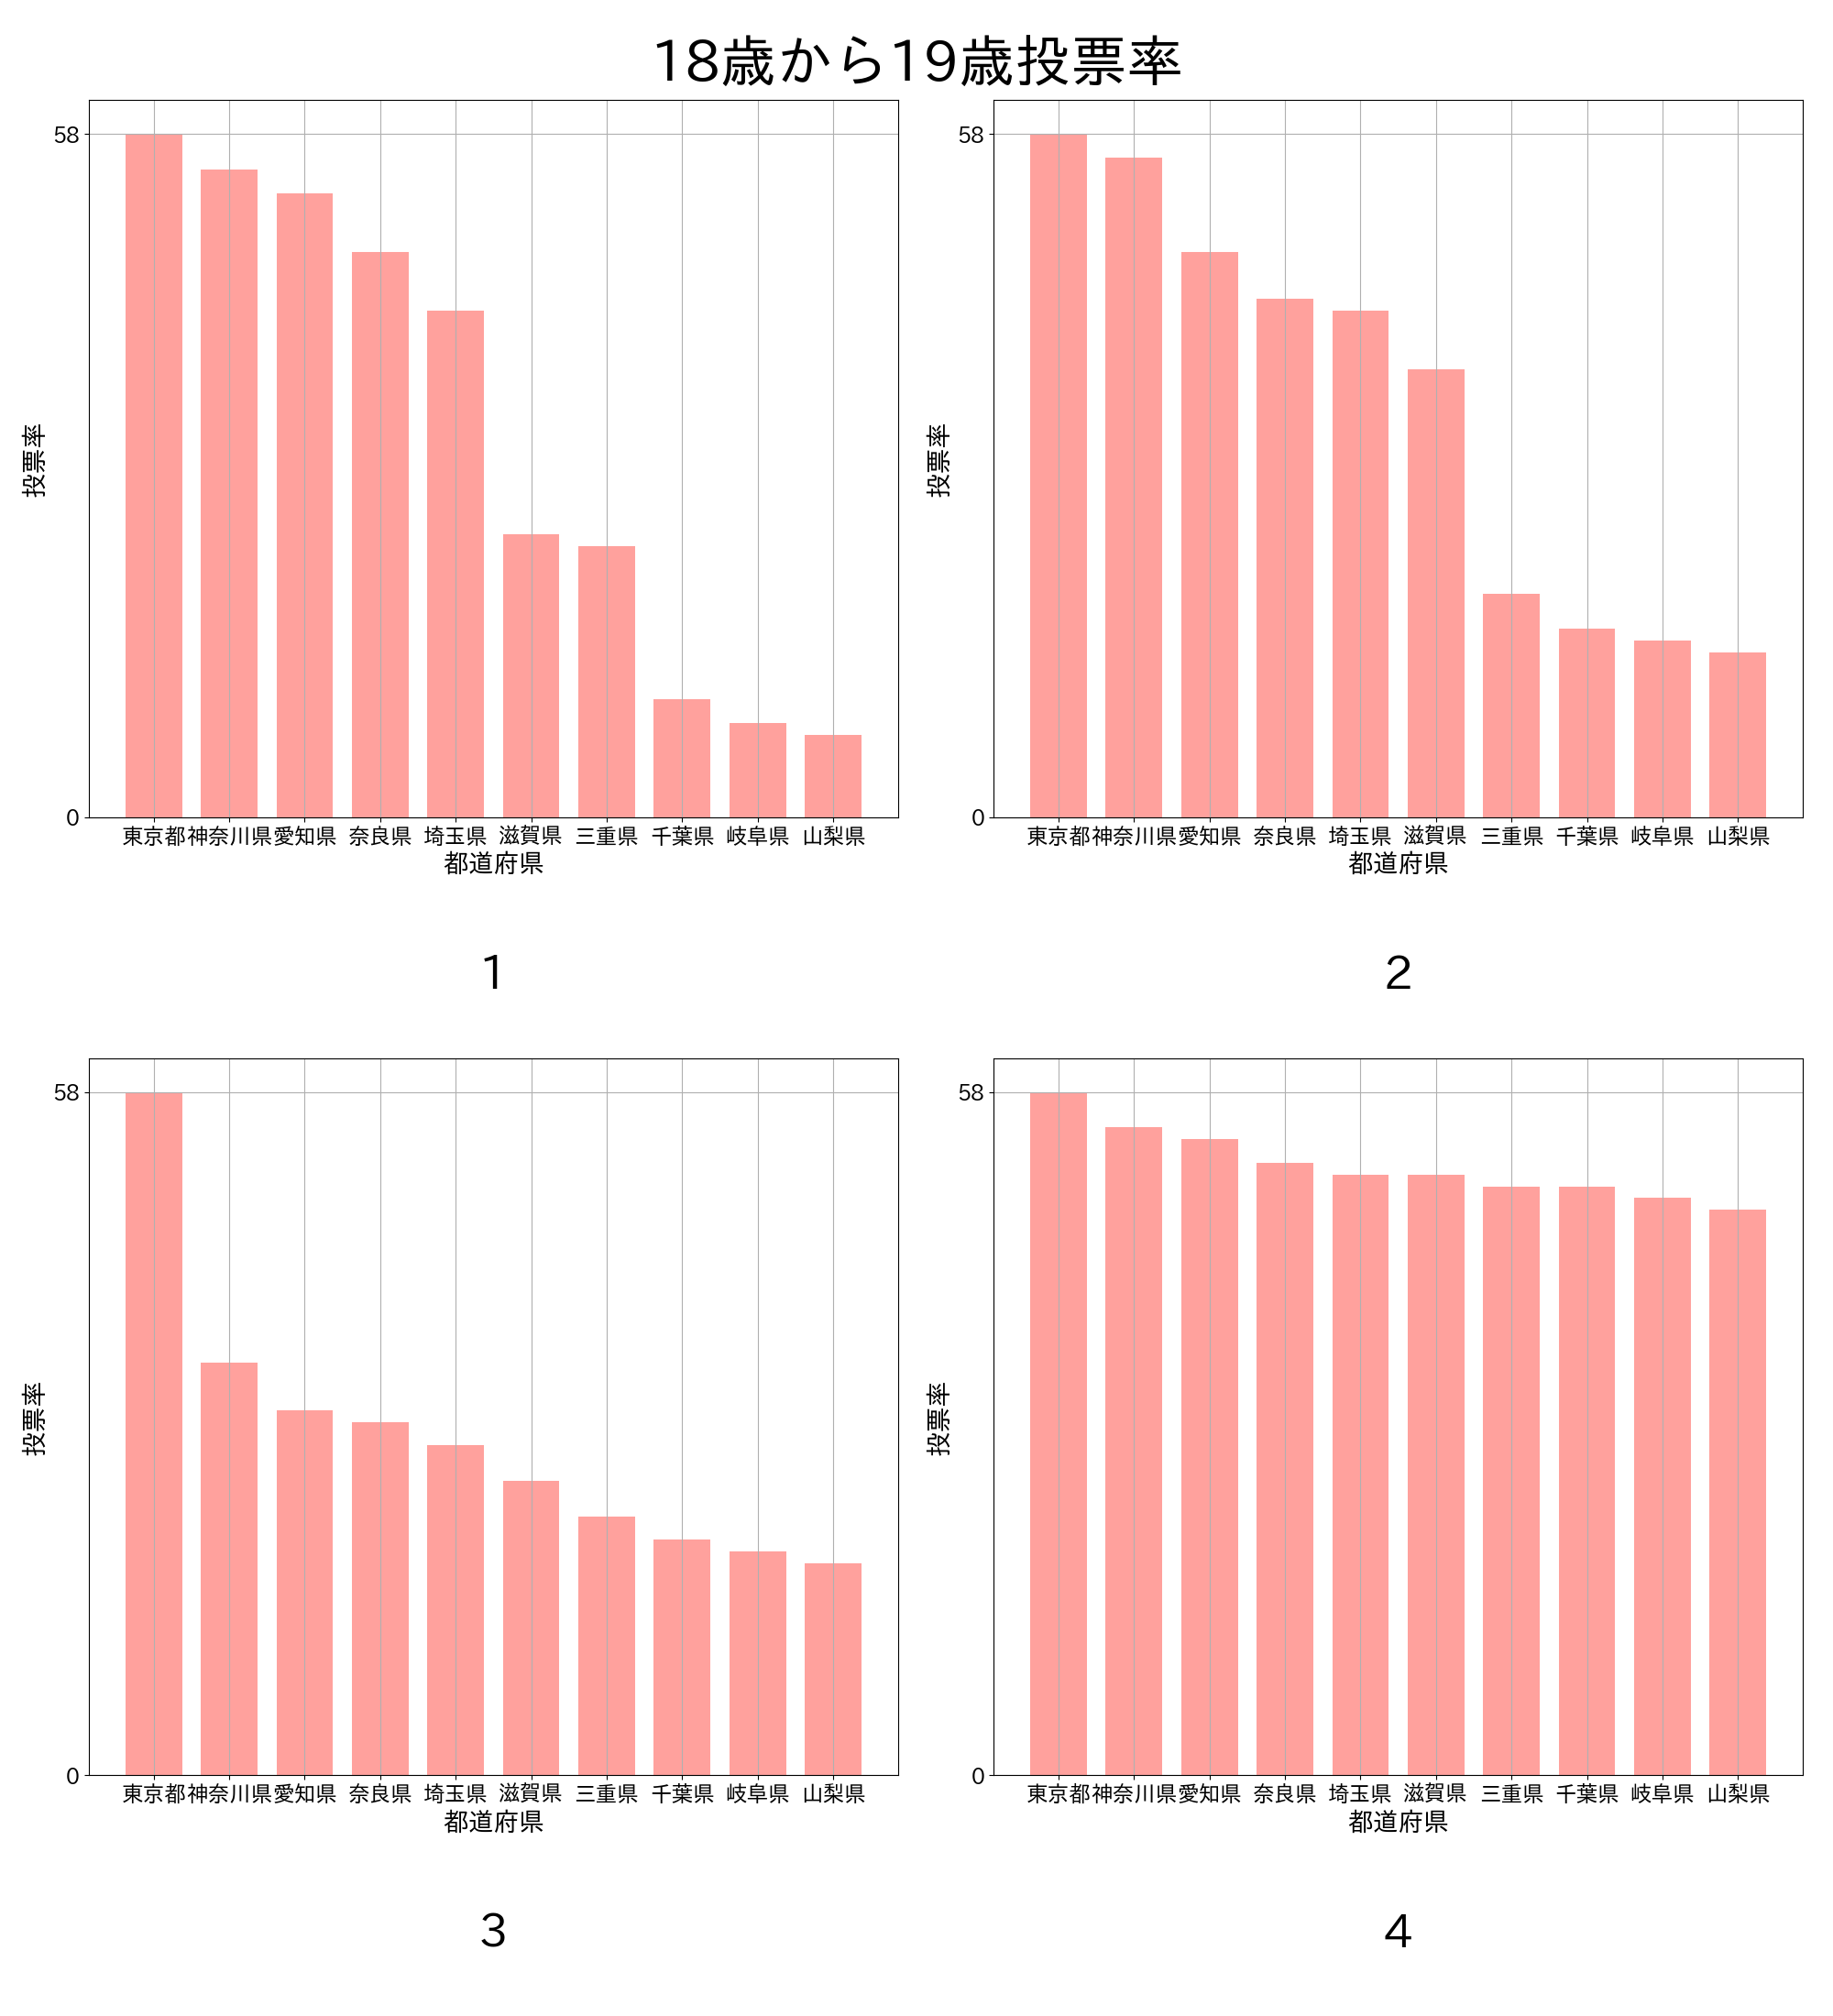 18歳から19歳投票率
58
0
投票率
東京都 神奈川県 愛知県 奈良県 埼玉県 滋賀県 三重県 千葉県 岐阜県 山梨県
都道府県
1
58
0
投票率
東京都 神奈川県 愛知県 奈良県 埼玉県 滋賀県 三重県 千葉県 岐阜県 山梨県
都道府県
2
58
0
投票率
東京都 神奈川県 愛知県 奈良県 埼玉県 滋賀県 三重県 千葉県 岐阜県 山梨県
都道府県
3
58
0
投票率
東京都 神奈川県 愛知県 奈良県 埼玉県 滋賀県 三重県 千葉県 岐阜県 山梨県
都道府県
4